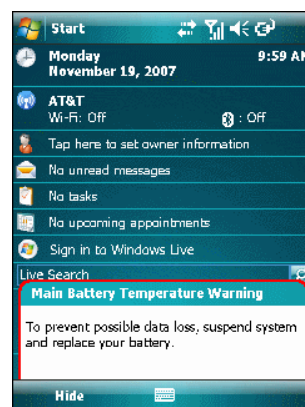 Start
Monday 9:59 AM
November 19, 2007
AT&T
Wi-Fi: Off : Off
Tap here to set owner information
No unread messages
No tasks
No upcoming appointments
Sign in to Windows Live
Live Search
Main Battery Temperature Warning
To prevent possible data loss, suspend system
and replace your battery.
Hide